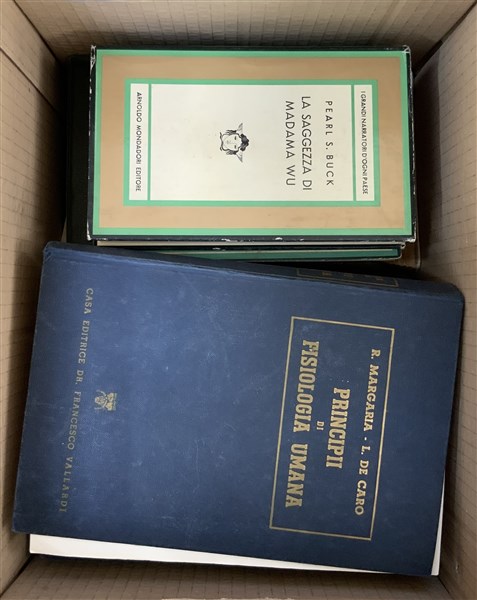 I GRANDI NARRATORI D'OGNI PAESE
PEARL S. BUCK
LA SAGGEZZA DI
MADAMA WU
ARNOLDO MONDADORI EDITORE
R. MARGARIA - L. DE CARO
PRINCIPII
DI
FISIOLOGIA UMANA
CASA EDITRICE DR. FRANCESCO VALLARDI